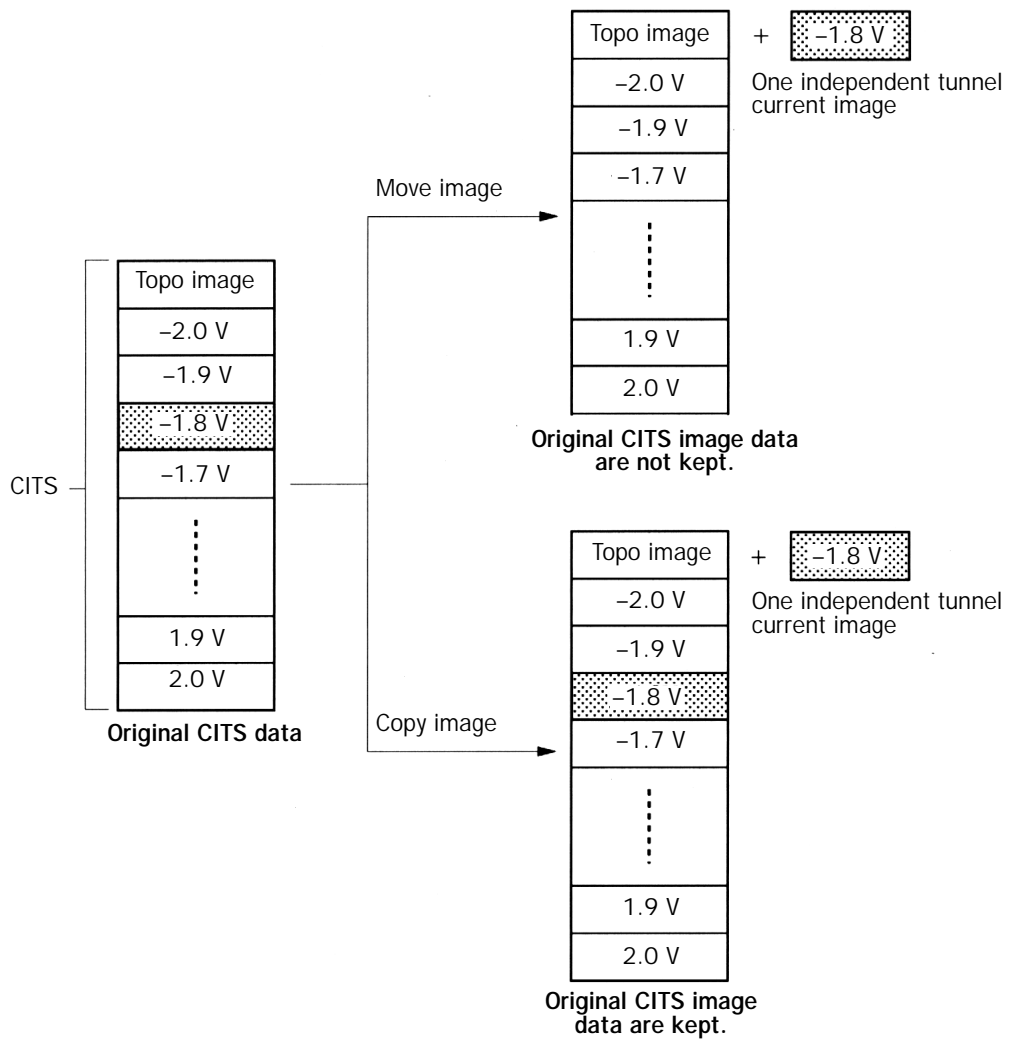 CITS
Topo image
–2.0 V
–1.9 V
–1.8 V
–1.7 V
1.9 V
2.0 V
Original CITS data
Move image
Topo image
–2.0 V
–1.9 V
–1.7 V
1.9 V
2.0 V
Original CITS image data
are not kept.
+
–1.8 V
One independent tunnel
current image
Copy image
Topo image
–2.0 V
–1.9 V
–1.8 V
–1.7 V
1.9 V
2.0 V
Original CITS image
data are kept.
+
–1.8 V
One independent tunnel
current image